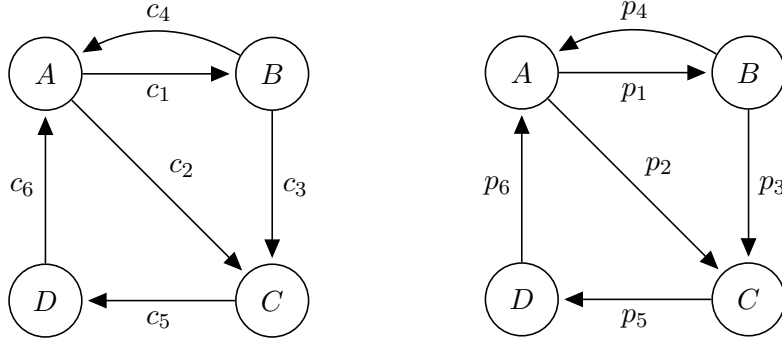 c₄
A
c₁
B
c₂
c₃
c₆
D
c₅
C
p₄
A
p₁
B
p₂
p₃
p₆
D
p₅
C